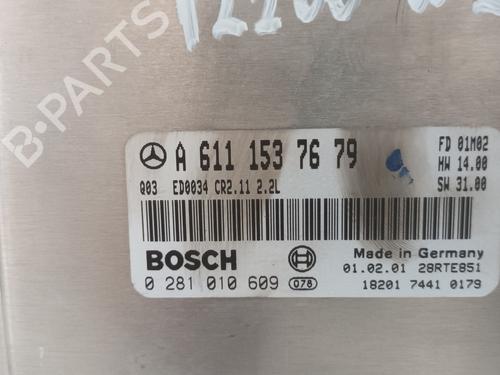 B-PARTS
A 611 153 76 79
FD 01M02
HW 14.00
SW 31.00
Q03 ED0034 CR2.11 2.2L
BOSCH
Made in Germany
01.02.01 28RTE851
0 281 010 609 078
18201 7441 0179